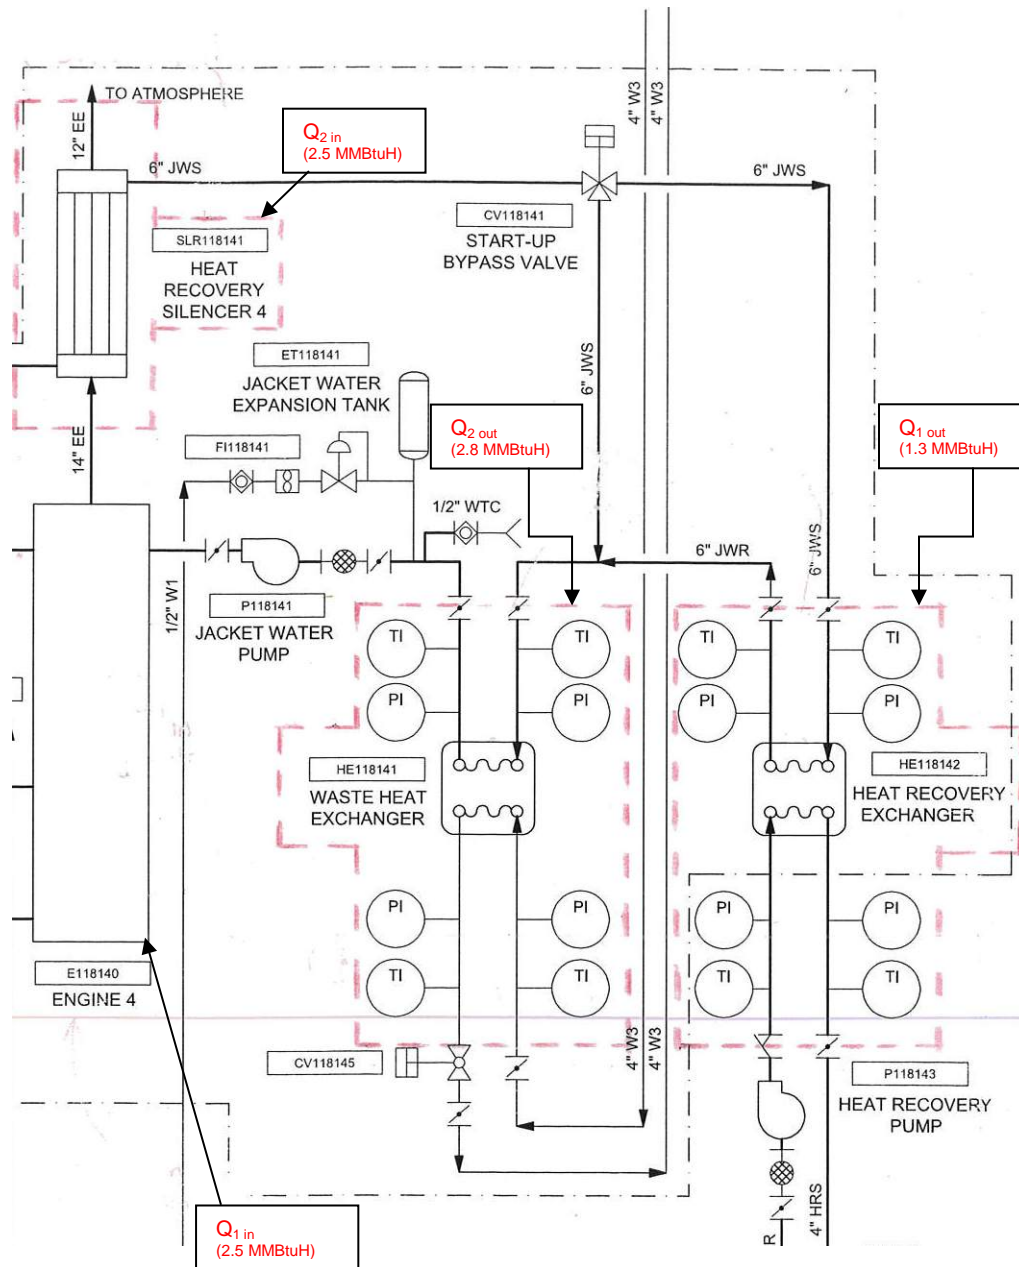 TO ATMOSPHERE
12" EE
Q2 in
(2.5 MMBtuH)
4" W3
4" W3
6" JWS
6" JWS
CV118141
START-UP
BYPASS VALVE
SLR118141
HEAT
RECOVERY
SILENCER 4
ET118141
JACKET WATER
EXPANSION TANK
6" JWS
14" EE
FI118141
Q2 out
(2.8 MMBtuH)
Q1 out
(1.3 MMBtuH)
1/2" WTC
6" JWR
6" JWS
1/2" W1
P118141
JACKET WATER
PUMP
TI
TI
TI
TI
PI
PI
PI
PI
HE118141
WASTE HEAT
EXCHANGER
HE118142
HEAT RECOVERY
EXCHANGER
PI
PI
PI
PI
TI
TI
TI
TI
E118140
ENGINE 4
CV118145
4" W3
4" W3
P118143
HEAT RECOVERY
PUMP
Q1 in
(2.5 MMBtuH)
R
4" HRS